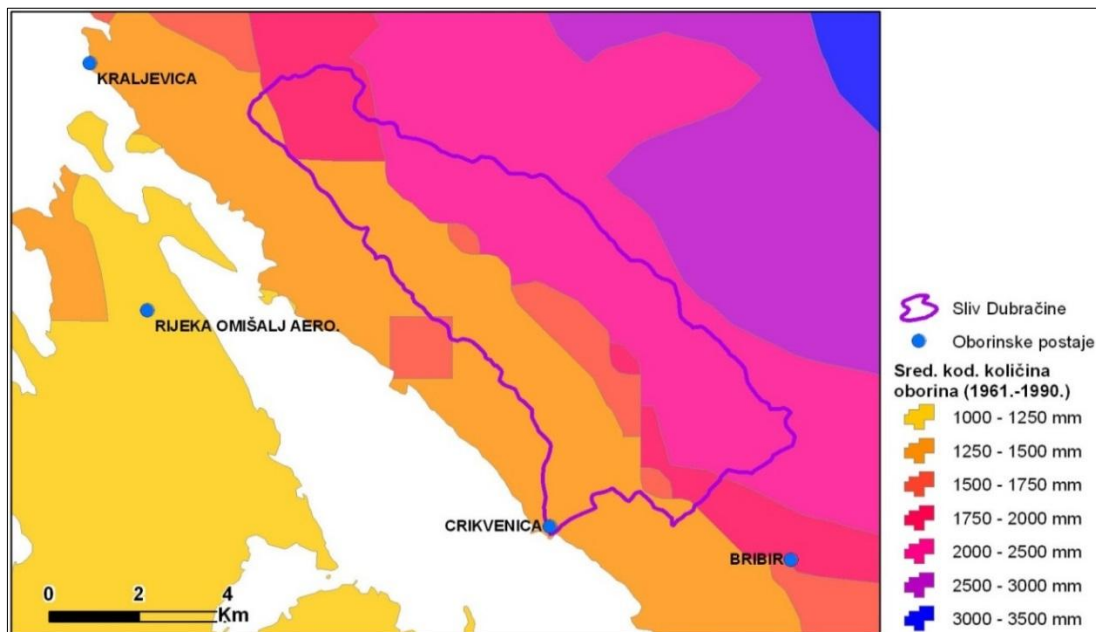 KRALJEVICA
RIJEKA OMIŠALJ AERO.
CRIKVENICA
BRIBIR
0 2 4
Km
Sliv Dubračine
Oborinske postaje
Sred. kod. količina
oborina (1961.-1990.)
1000 - 1250 mm
1250 - 1500 mm
1500 - 1750 mm
1750 - 2000 mm
2000 - 2500 mm
2500 - 3000 mm
3000 - 3500 mm